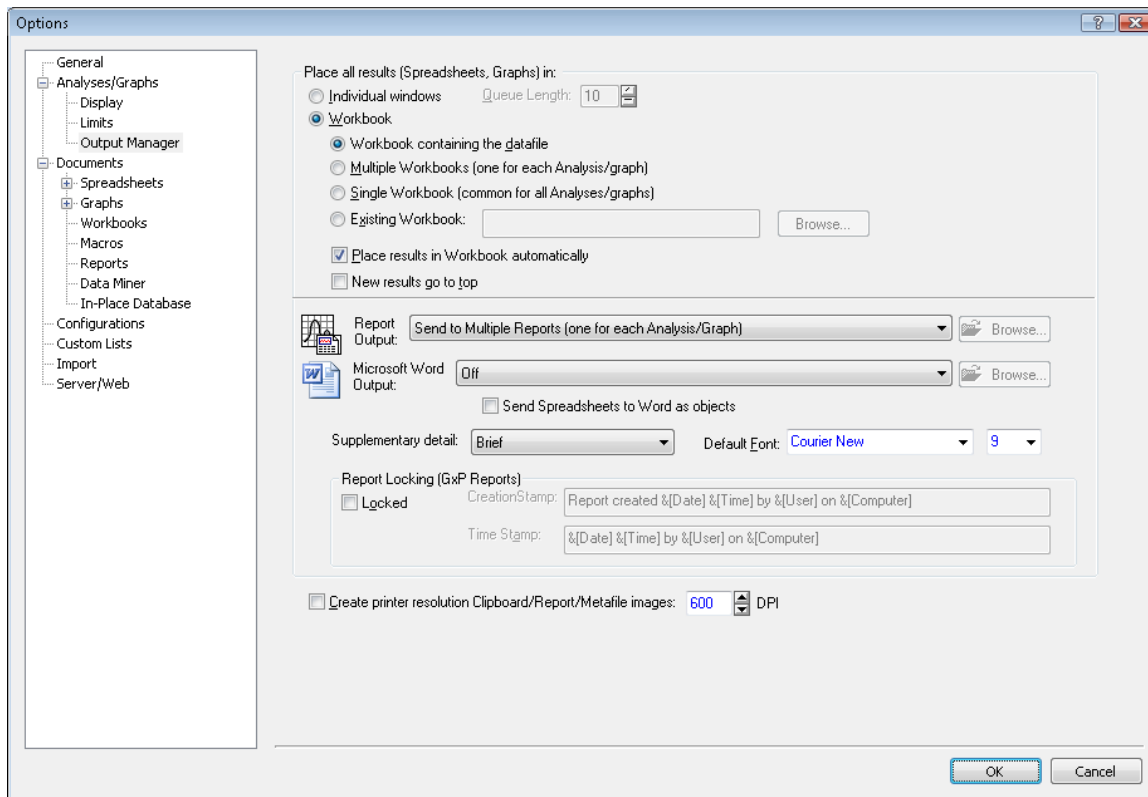 Options
General
Analyses/Graphs
Display
Limits
Output Manager
Documents
Spreadsheets
Graphs
Workbooks
Macros
Reports
Data Miner
In-Place Database
Configurations
Custom Lists
Import
Server/Web
Place all results (Spreadsheets, Graphs) in:
Individual windows Queue Length: 10
Workbook
Workbook containing the datafile
Multiple Workbooks (one for each Analysis/graph)
Single Workbook (common for all Analyses/graphs)
Existing Workbook: Browse...
Place results in Workbook automatically
New results go to top
Report Output: Send to Multiple Reports (one for each Analysis/Graph) Browse...
Microsoft Word Output: Off Browse...
Send Spreadsheets to Word as objects
Supplementary detail: Brief Default Font: Courier New 9
Report Locking (GxP Reports)
Locked CreationStamp: Report created &[Date] &[Time] by &[User] on &[Computer]
Time Stamp: &[Date] &[Time] by &[User] on &[Computer]
Create printer resolution Clipboard/Report/Metafile images: 600 DPI
OK Cancel